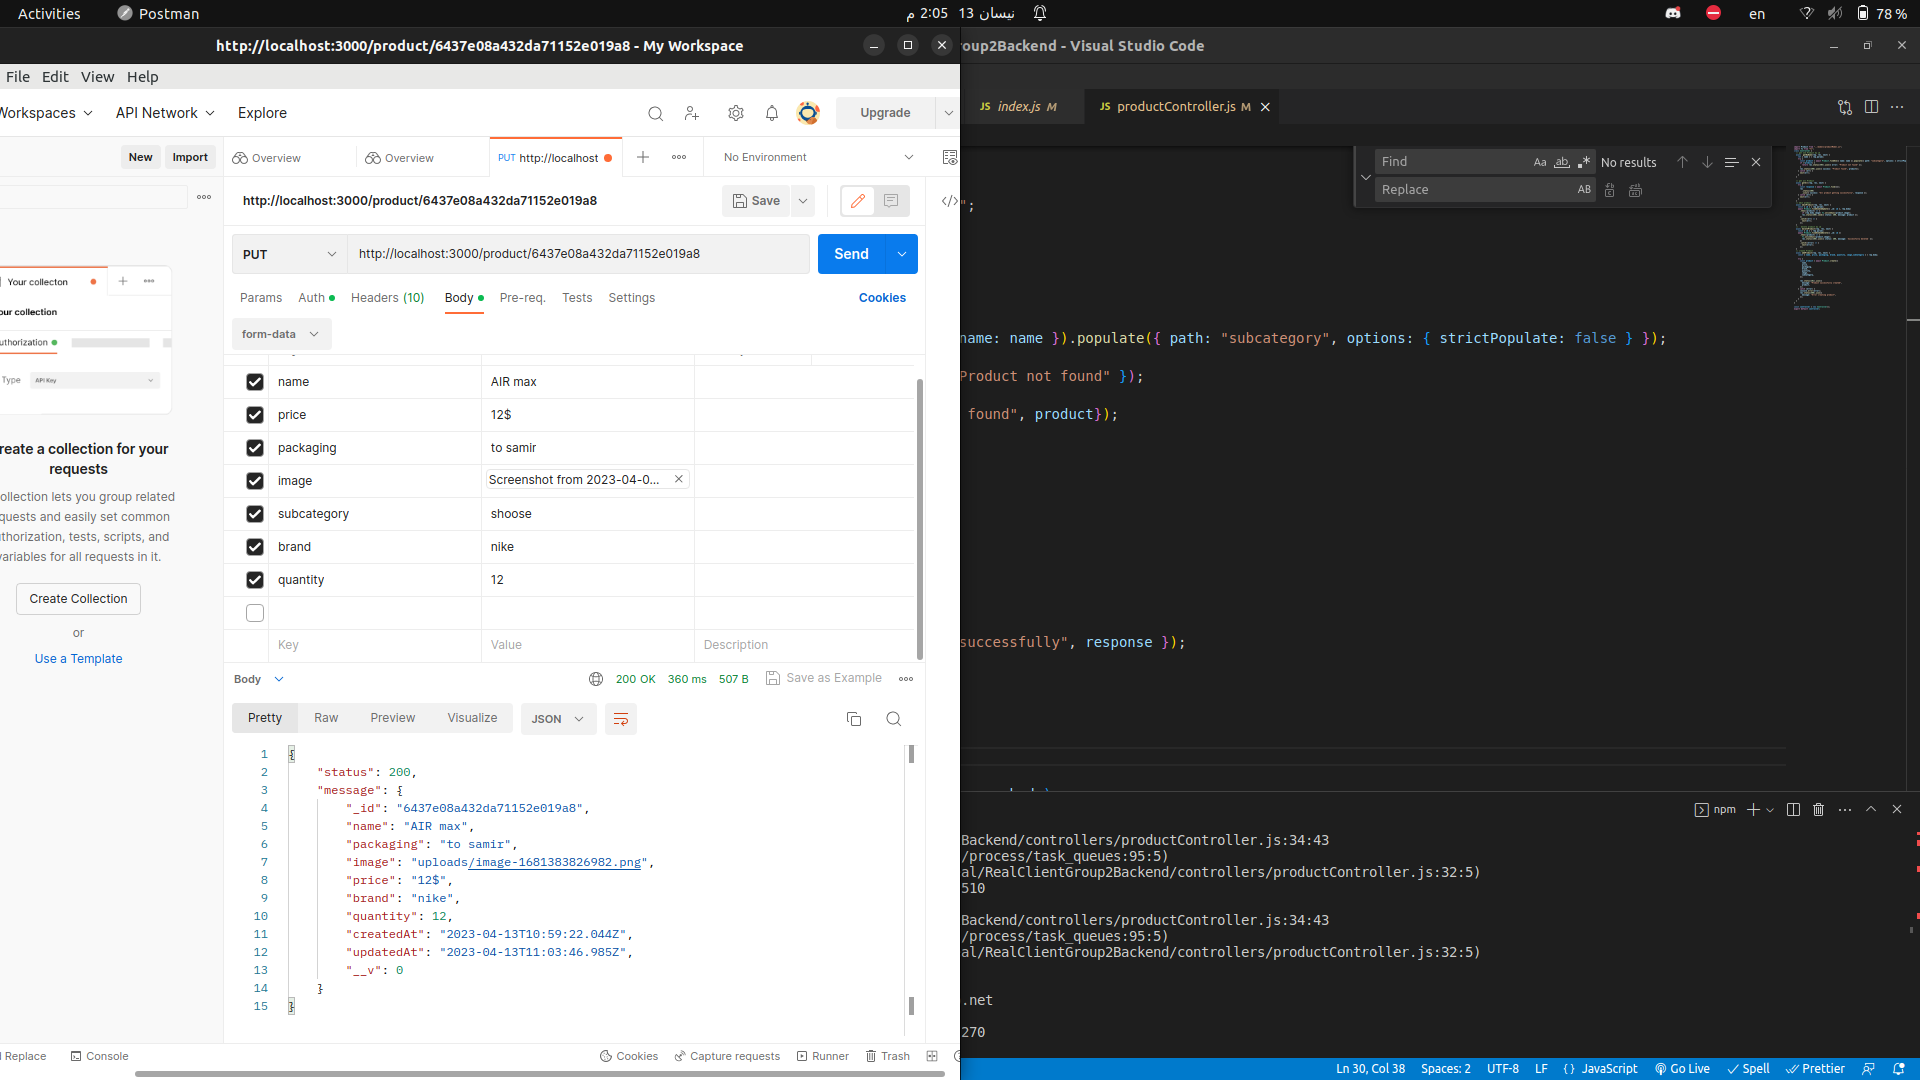 Activities
Postman
نيسان 13  2:05 م
en
78 %
http://localhost:3000/product/6437e08a432da71152e019a8 - My Workspace
roup2Backend - Visual Studio Code
File Edit View Help
Workspaces
API Network
Explore
Upgrade
JS index.js M
JS productController.js M
New
Import
Overview
Overview
PUT http://localhost
No Environment
Find
Aa
ab
No results
Replace
AB
http://localhost:3000/product/6437e08a432da71152e019a8
Save
";
PUT
http://localhost:3000/product/6437e08a432da71152e019a8
Send
Your collecton
our collection
uthorization
Type
API Key
Params
Auth
Headers (10)
Body
Pre-req.
Tests
Settings
Cookies
form-data
name: name }).populate({ path: "subcategory", options: { strictPopulate: false } });
Product not found" });
found", product});
name
AIR max
price
12$
packaging
to samir
image
Screenshot from 2023-04-0...
subcategory
shoose
brand
nike
quantity
12
Key
Value
Description
reate a collection for your
requests
ollection lets you group related
quests and easily set common
thorization, tests, scripts, and
variables for all requests in it.
Create Collection
or
Use a Template
successfully", response });
Body
200 OK
360 ms
507 B
Save as Example
Pretty
Raw
Preview
Visualize
JSON
1 {
2 "status": 200,
3 "message": {
4 "_id": "6437e08a432da71152e019a8",
5 "name": "AIR max",
6 "packaging": "to samir",
7 "image": "uploads/image-1681383826982.png",
8 "price": "12$",
9 "brand": "nike",
10 "quantity": 12,
11 "createdAt": "2023-04-13T10:59:22.044Z",
12 "updatedAt": "2023-04-13T11:03:46.985Z",
13 "__v": 0
14 }
15 }
npm
Backend/controllers/productController.js:34:43
/process/task_queues:95:5)
al/RealClientGroup2Backend/controllers/productController.js:32:5)
510
Backend/controllers/productController.js:34:43
/process/task_queues:95:5)
al/RealClientGroup2Backend/controllers/productController.js:32:5)
.net
270
Replace
Console
Cookies
Capture requests
Runner
Trash
Ln 30, Col 38
Spaces: 2
UTF-8
LF
{} JavaScript
Go Live
Spell
Prettier